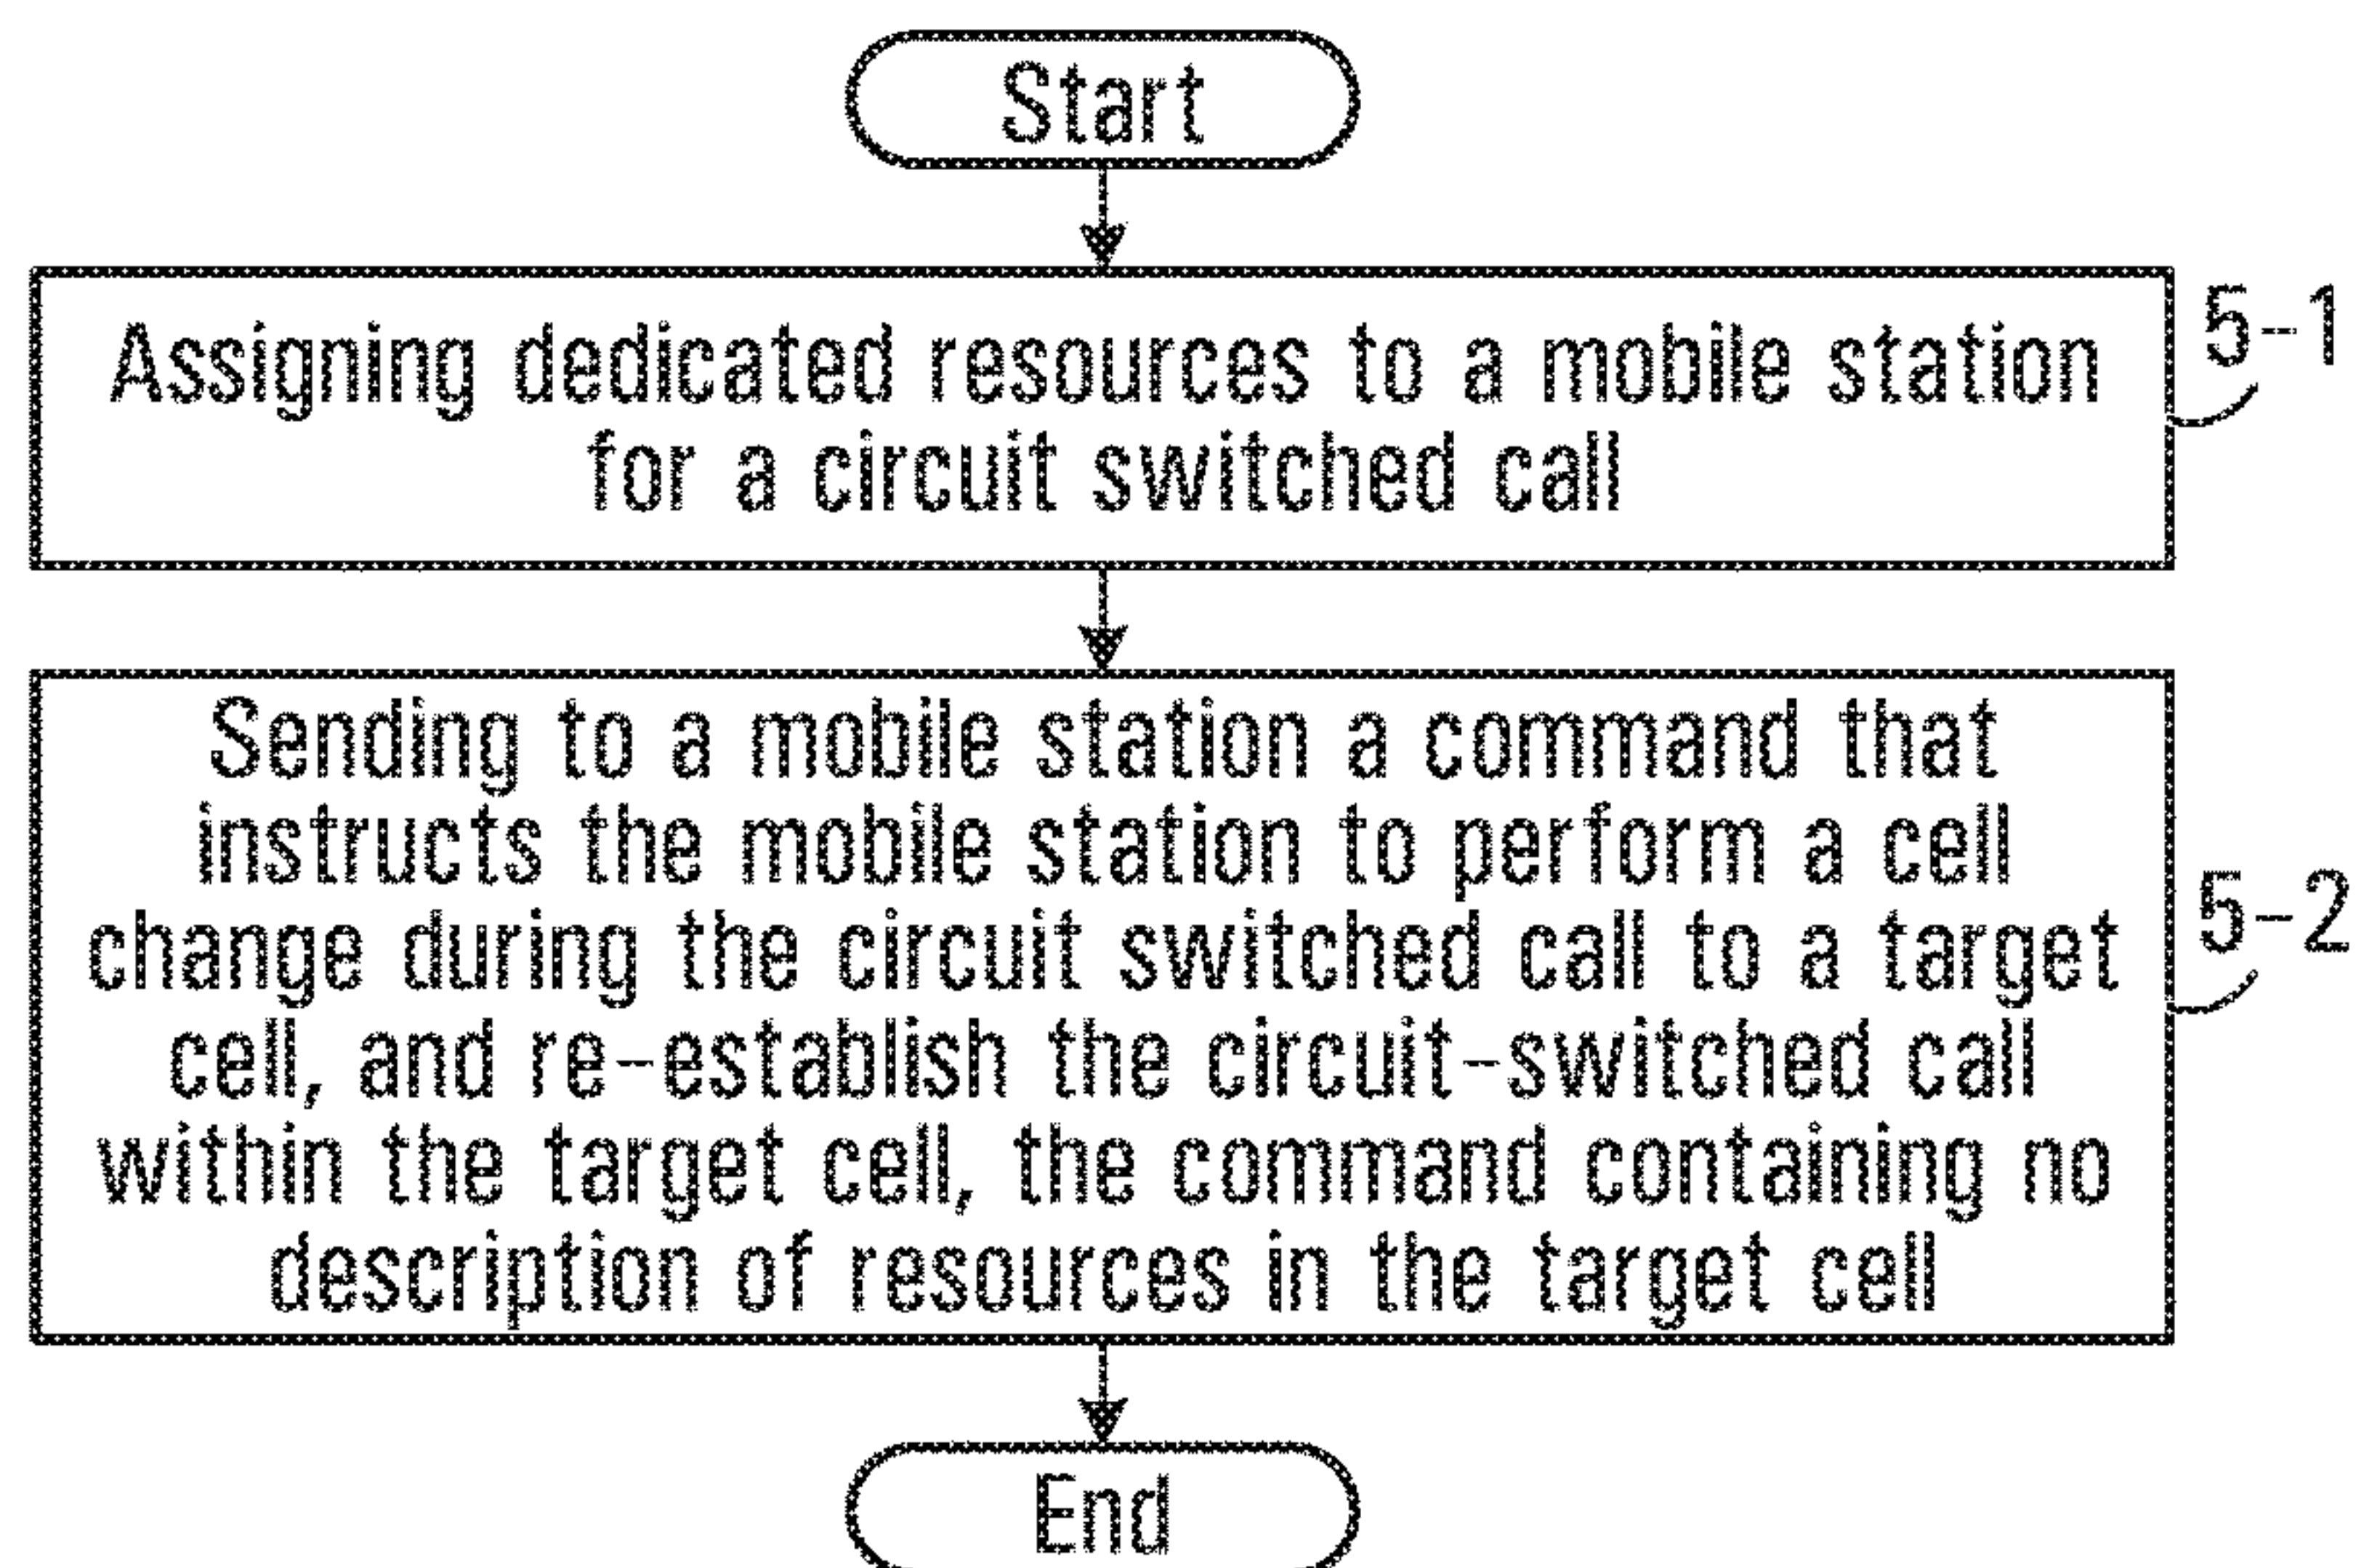 Start
Assigning dedicated resources to a mobile station
for a circuit switched call
5-1
Sending to a mobile station a command that
instructs the mobile station to perform a cell
change during the circuit switched call to a target
cell, and re-establish the circuit-switched call
within the target cell, the command containing no
description of resources in the target cell
5-2
End